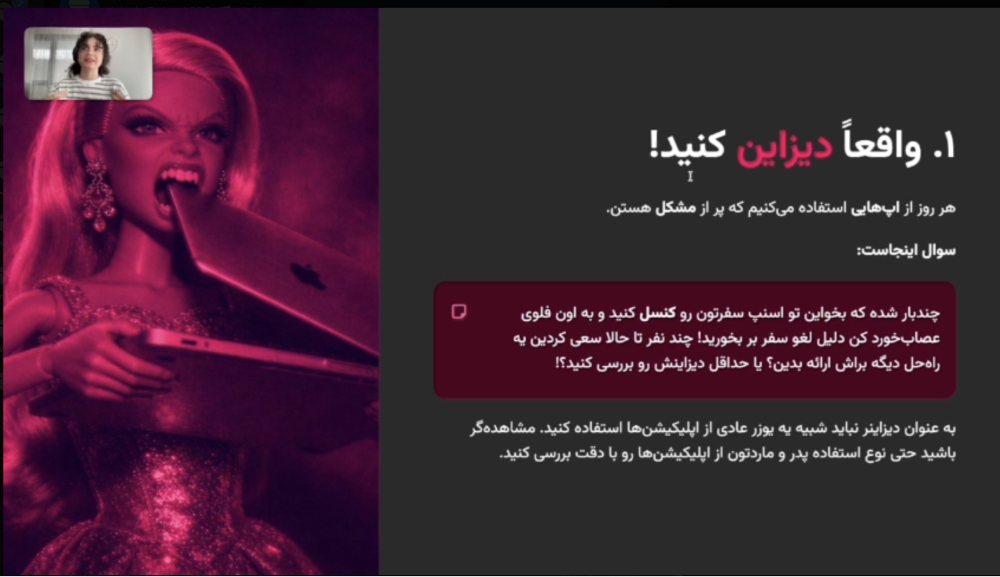 ۱. واقعاً دیزاین کنید!
هر روز از اپ‌هایی استفاده می‌کنیم که پر از مشکل هستن.
سوال اینجاست:
چندبار شده که بخواین تو اسنپ سفرتون رو کنسل کنید و به اون فلوی
عصاب‌خورد کن دلیل لغو سفر بر بخورید! چند نفر تا حالا سعی کردین یه
راه‌حل دیگه براش ارائه بدین؟ یا حداقل دیزاینش رو بررسی کنید؟!
به عنوان دیزاینر نباید شبیه یه یوزر عادی از اپلیکیشن‌ها استفاده کنید. مشاهده‌گر
باشید حتی نوع استفاده پدر و ماردتون از اپلیکیشن‌ها رو با دقت بررسی کنید.